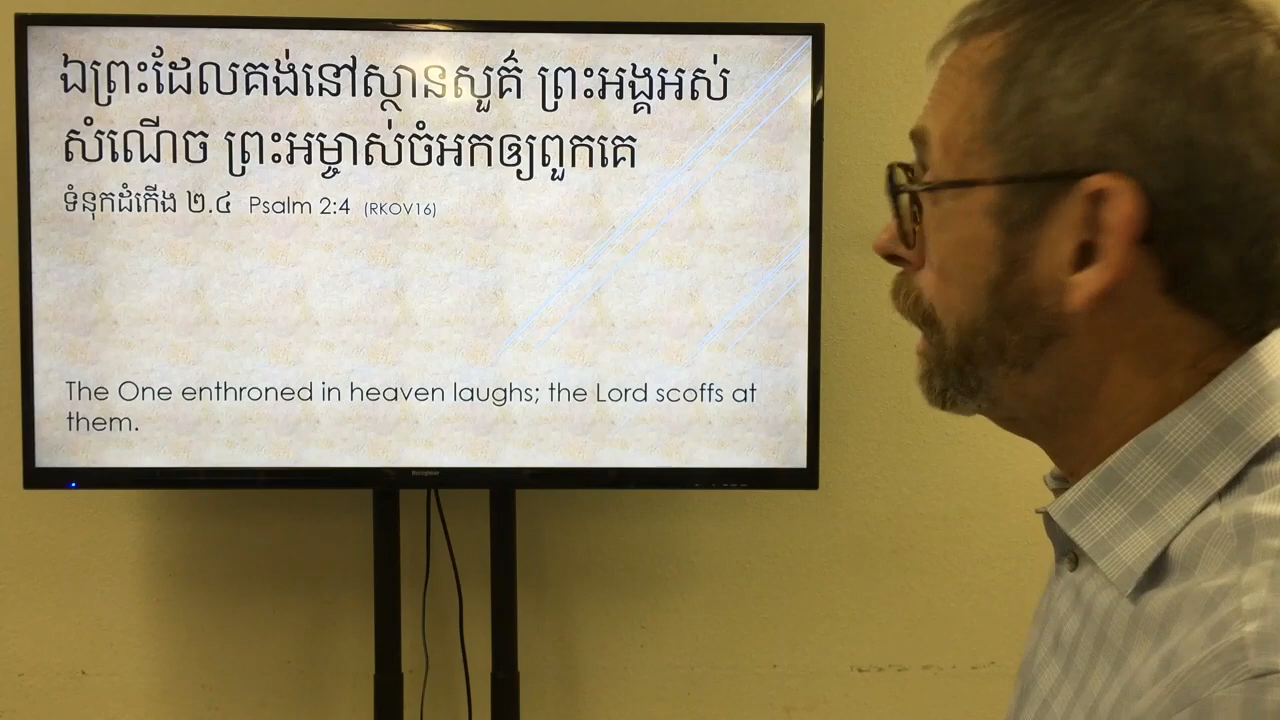 ឯព្រះដែលគង់នៅស្ថានសួគ៌ ព្រះអង្គអស់
សំណើច ព្រះអម្ចាស់ចំអកឲ្យពួកគេ
ទំនុកដំកើង ២.៤ Psalm 2:4 (RKOV16)
The One enthroned in heaven laughs; the Lord scoffs at
them.
Westinghouse